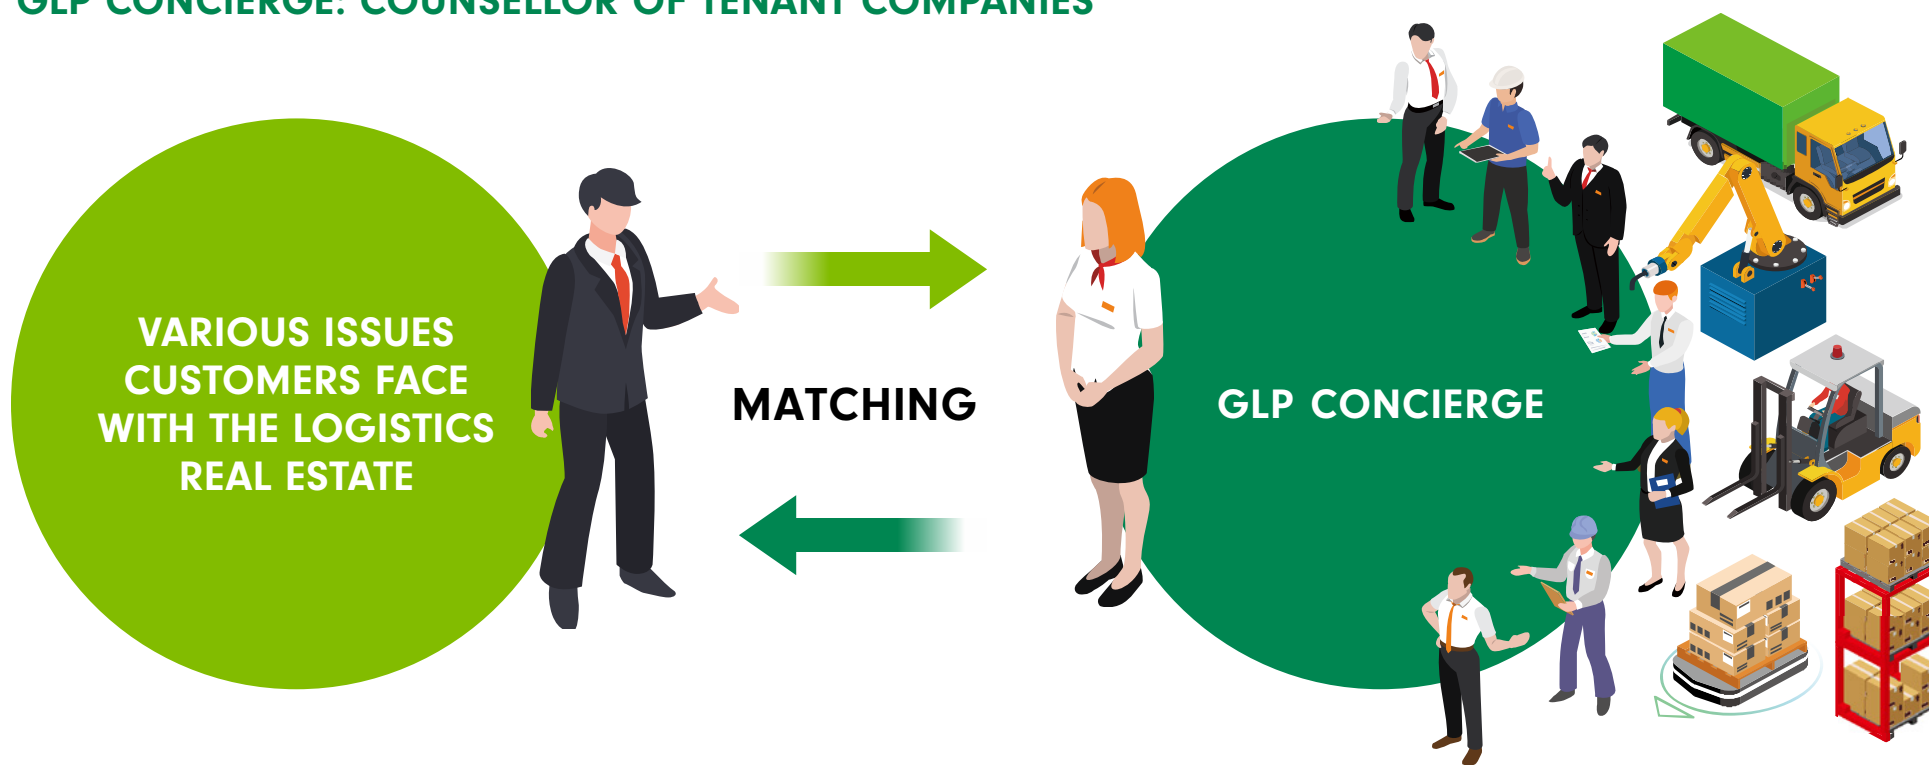 GLP CONCIERGE: COUNSELLOR OF TENANT COMPANIES
VARIOUS ISSUES
CUSTOMERS FACE
WITH THE LOGISTICS
REAL ESTATE
MATCHING
GLP CONCIERGE